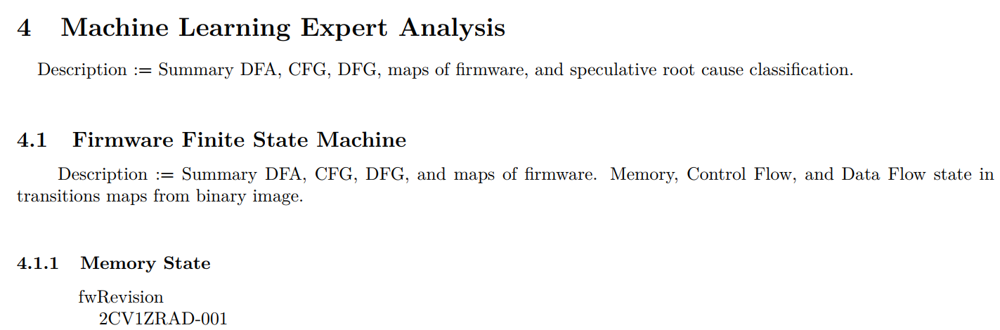 4 Machine Learning Expert Analysis
Description := Summary DFA, CFG, DFG, maps of firmware, and speculative root cause classification.
4.1 Firmware Finite State Machine
Description := Summary DFA, CFG, DFG, and maps of firmware. Memory, Control Flow, and Data Flow state in
transitions maps from binary image.
4.1.1 Memory State
fwRevision
2CV1ZRAD-001